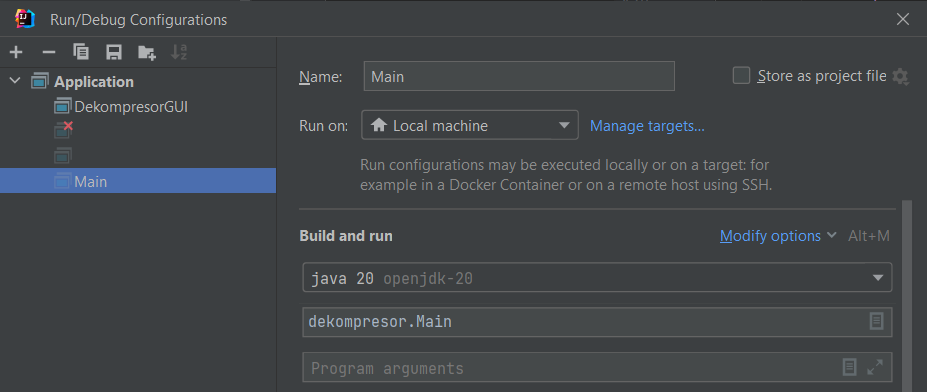 Run/Debug Configurations
Application
DekompresorGUI
Main
Name: Main
Store as project file
Run on: Local machine
Manage targets...
Run configurations may be executed locally or on a target: for
example in a Docker Container or on a remote host using SSH.
Build and run
Modify options Alt+M
java 20 openjdk-20
dekompresor.Main
Program arguments